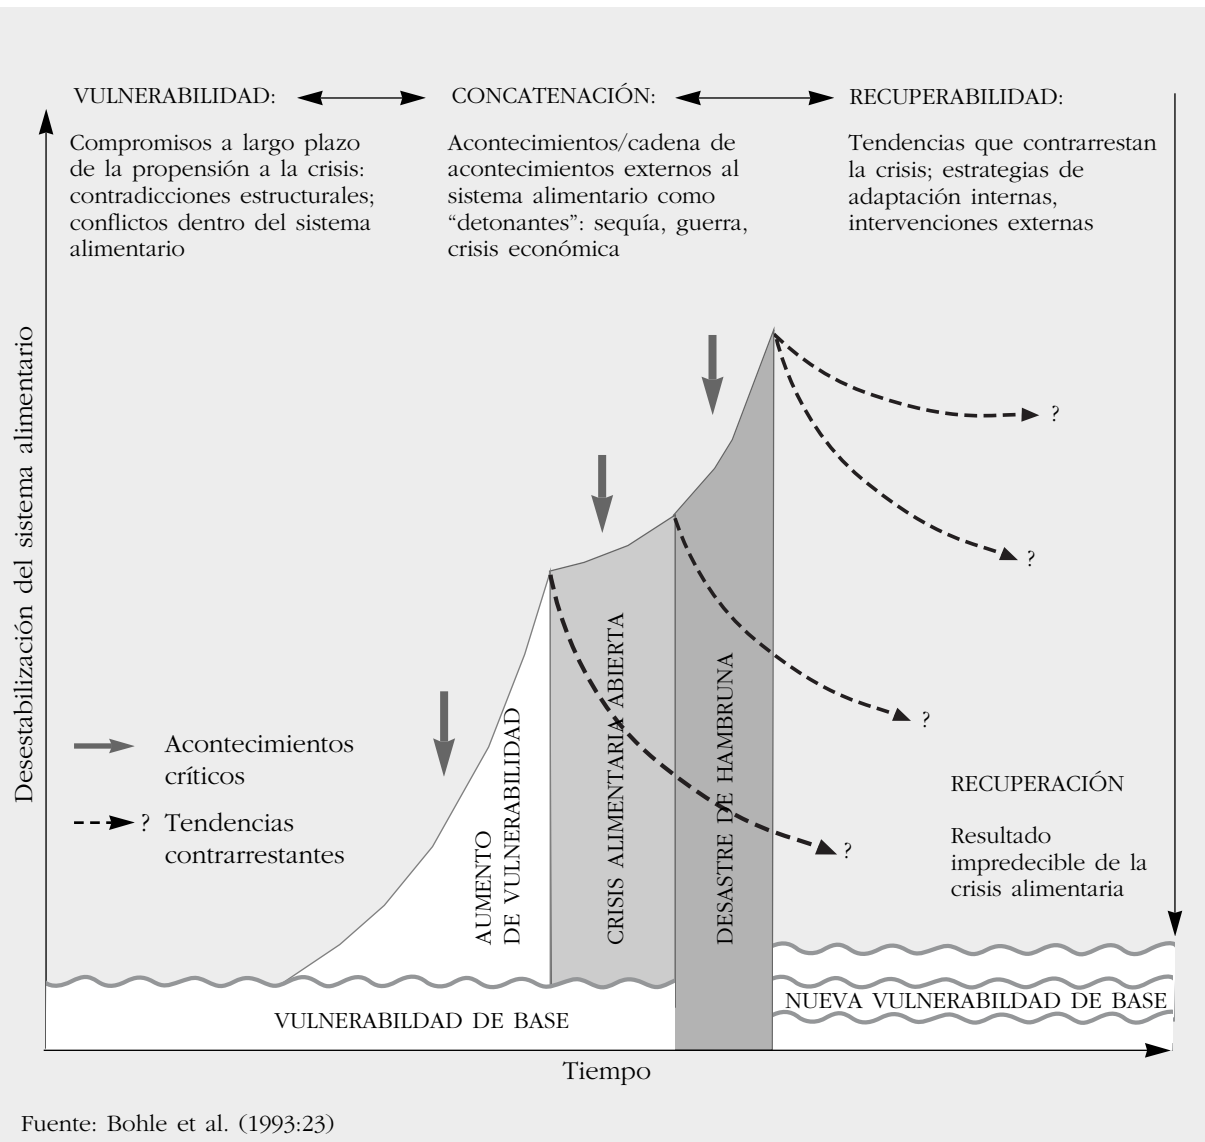 VULNERABILIDAD:
Compromisos a largo plazo
de la propensión a la crisis:
contradicciones estructurales;
conflictos dentro del sistema
alimentario
CONCATENACIÓN:
Acontecimientos/cadena de
acontecimientos externos al
sistema alimentario como
“detonantes”: sequía, guerra,
crisis económica
RECUPERABILIDAD:
Tendencias que contrarrestan
la crisis; estrategias de
adaptación internas,
intervenciones externas
Desestabilización del sistema alimentario
Acontecimientos
críticos
? Tendencias
contrarrestantes
AUMENTO
DE VULNERABILIDAD
CRISIS ALIMENTARIA ABIERTA
DESASTRE DE HAMBRUNA
?
?
?
?
RECUPERACIÓN
Resultado
impredecible de la
crisis alimentaria
VULNERABILDAD DE BASE
NUEVA VULNERABILDAD DE BASE
Tiempo
Fuente: Bohle et al. (1993:23)